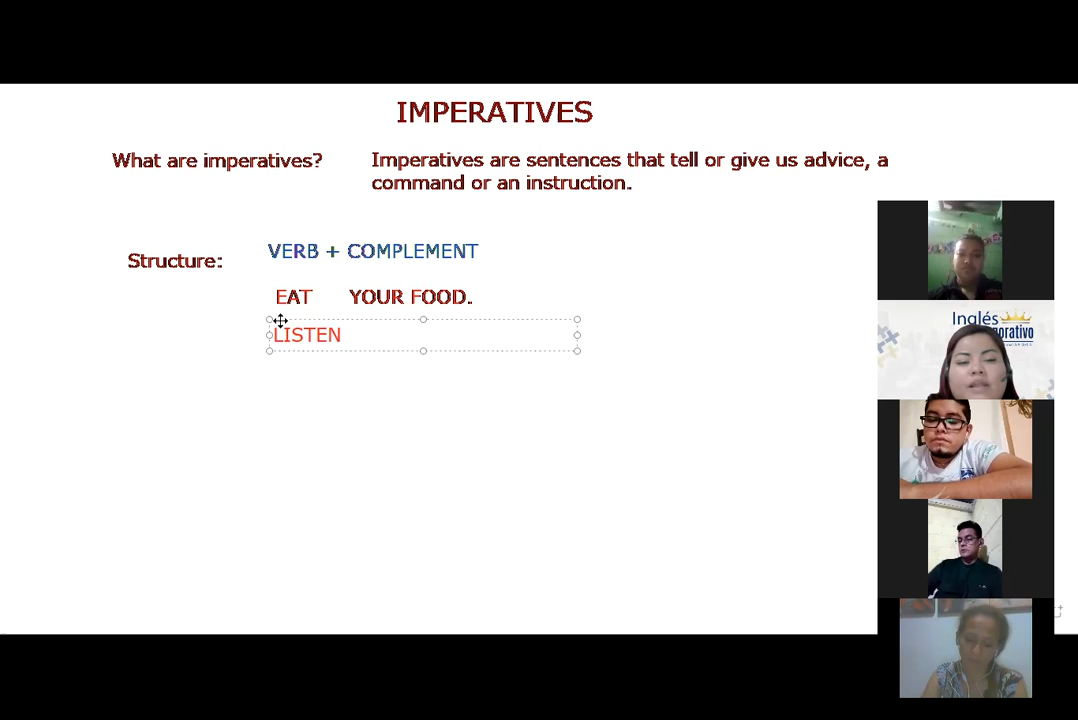 IMPERATIVES
What are imperatives?
Imperatives are sentences that tell or give us advice, a
command or an instruction.
Structure:
VERB + COMPLEMENT
EAT YOUR FOOD.
LISTEN
Inglés
orativo